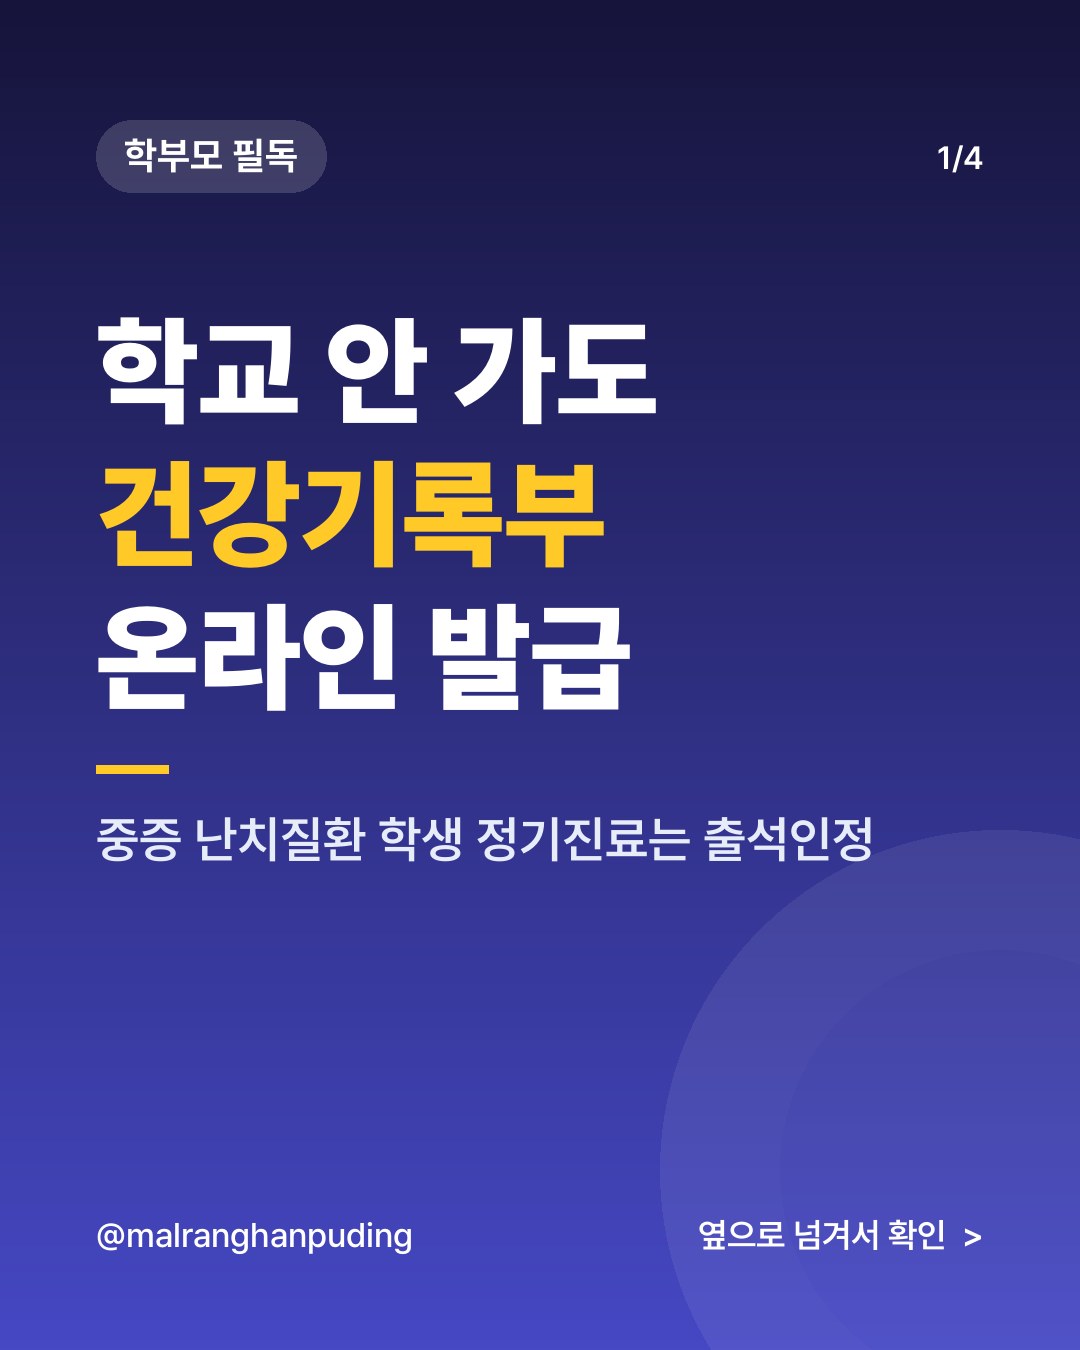 학부모 필독
1/4
학교 안 가도
건강기록부
온라인 발급
중증 난치질환 학생 정기진료는 출석인정
@malranghanpuding
옆으로 넘겨서 확인 >